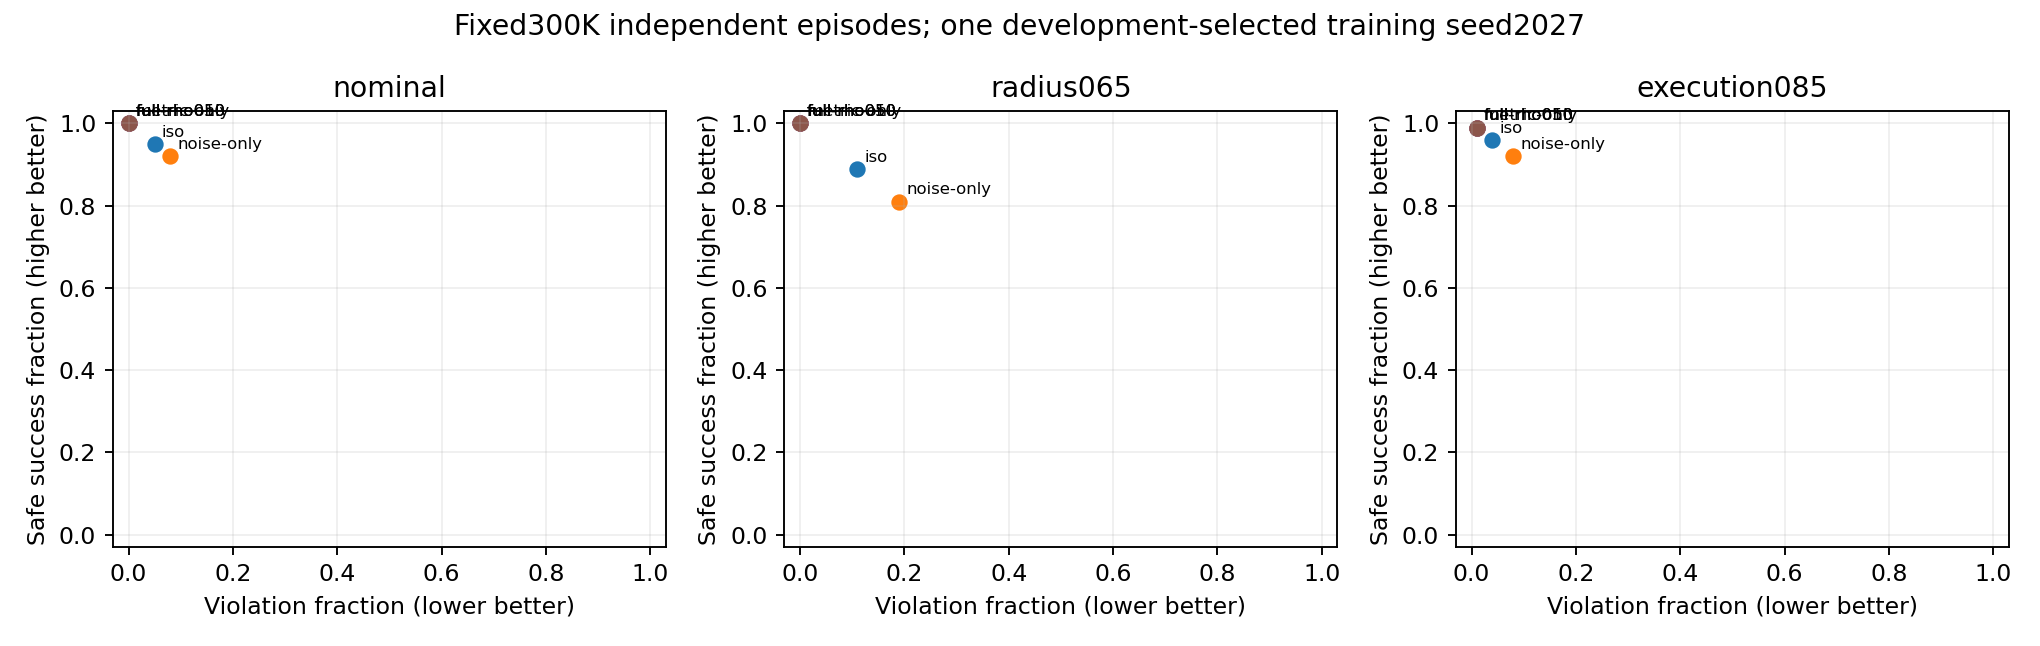 Fixed300K independent episodes; one development-selected training seed2027
nominal
radius065
execution085
iso
noise-only
iso
noise-only
iso
noise-only
Safe success fraction (higher better)
1.0
0.8
0.6
0.4
0.2
0.0
0.0 0.2 0.4 0.6 0.8 1.0
Violation fraction (lower better)
Safe success fraction (higher better)
1.0
0.8
0.6
0.4
0.2
0.0
0.0 0.2 0.4 0.6 0.8 1.0
Violation fraction (lower better)
Safe success fraction (higher better)
1.0
0.8
0.6
0.4
0.2
0.0
0.0 0.2 0.4 0.6 0.8 1.0
Violation fraction (lower better)